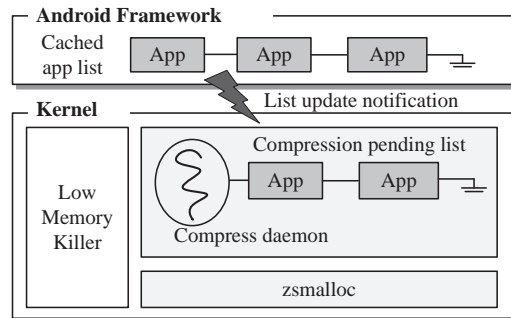 Android Framework
Cached
app list
App
App
App
List update notification
Kernel
Low
Memory
Killer
Compression pending list
App
App
Compress daemon
zsmalloc